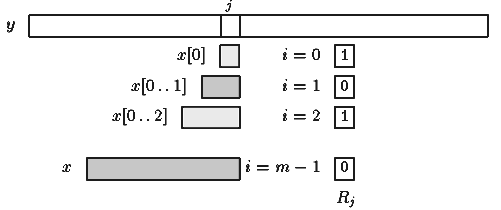 j
y
x[0] i = 0 1
x[0 . . 1] i = 1 0
x[0 . . 2] i = 2 1
x i = m − 1 0
R_j